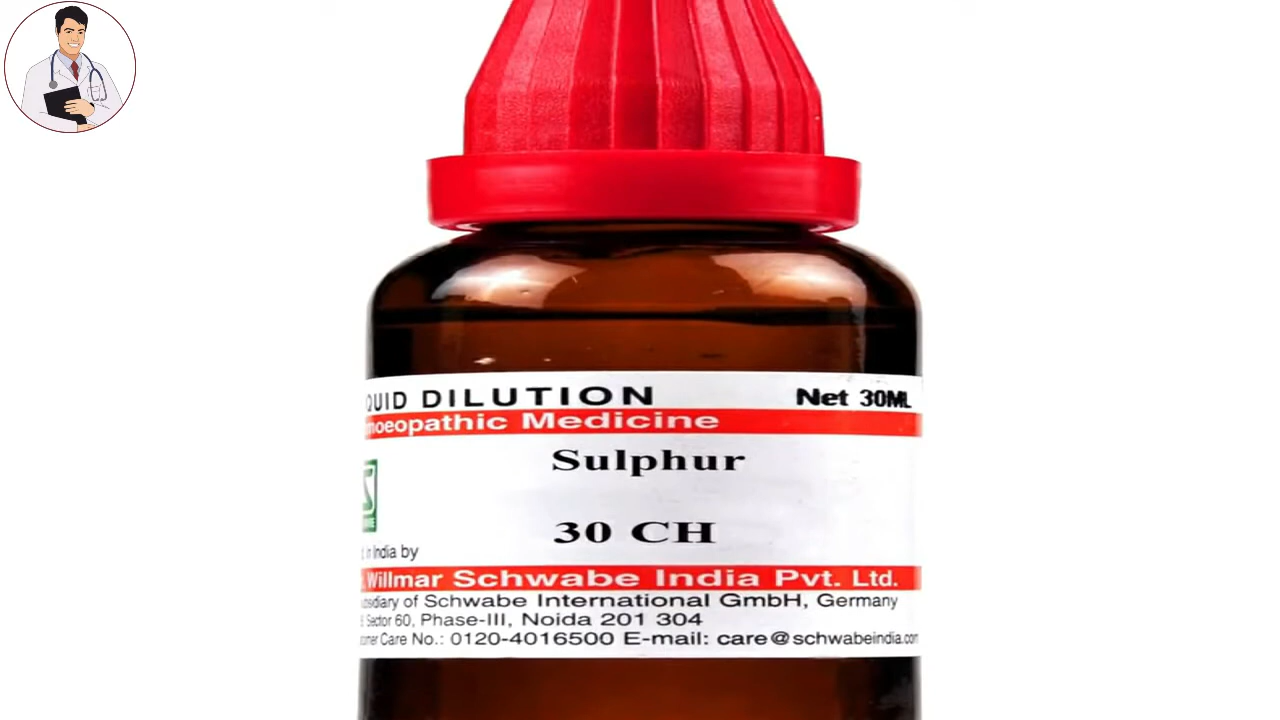 QUID DILUTION Net 30ML
moeopathic Medicine
Sulphur
30 CH
in India by
Willmar Schwabe India Pvt. Ltd.
bsidiary of Schwabe International GmbH, Germany
Sector 60, Phase-III, Noida 201 304
omer Care No.: 0120-4016500 E-mail: care@schwabeindia.com